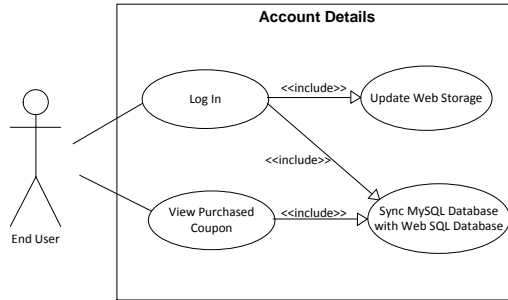 Account Details
Log In
<<include>>
Update Web Storage
<<include>>
View Purchased
Coupon
<<include>>
Sync MySQL Database
with Web SQL Database
End User